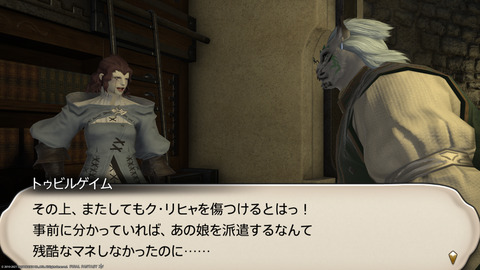 トゥビルゲイム
その上、またしてもク・リヒャを傷つけるとはっ！
事前に分かっていれば、あの娘を派遣するなんて
残酷なマネしなかったのに……
FINAL FANTASY XIV